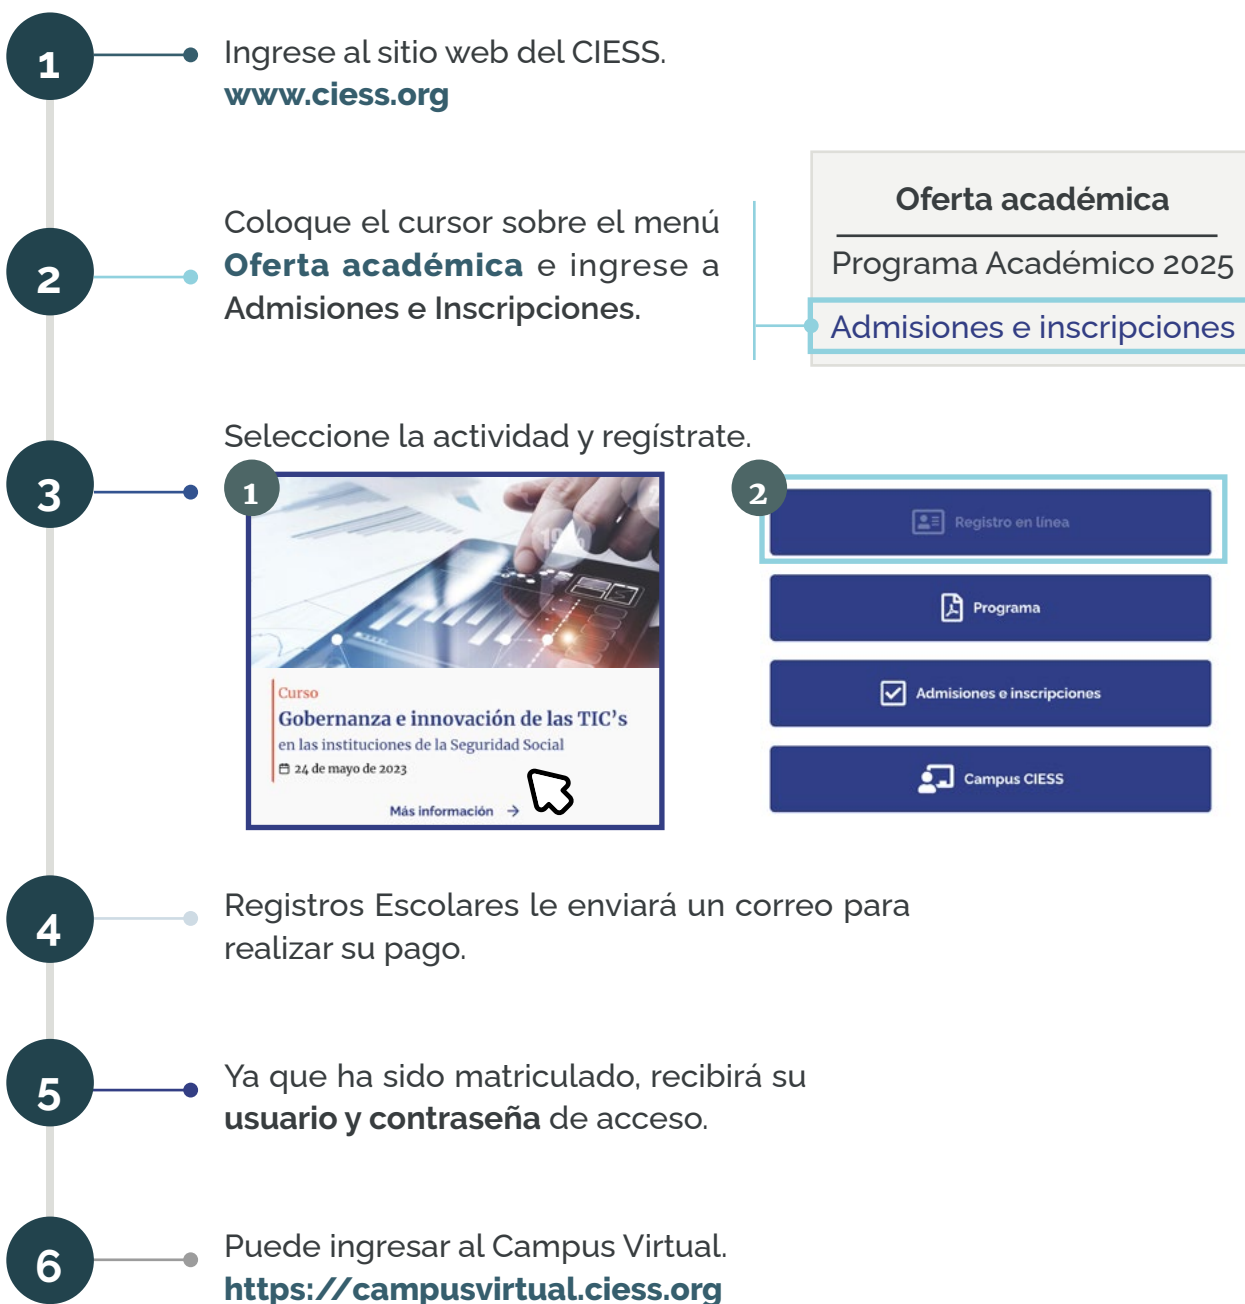 1
Ingrese al sitio web del CIESS.
www.ciess.org
2
Coloque el cursor sobre el menú
Oferta académica e ingrese a
Admisiones e Inscripciones.
Oferta académica
Programa Académico 2025
Admisiones e inscripciones
3
Seleccione la actividad y regístrate.
1
19%
Curso
Gobernanza e innovación de las TIC's
en las instituciones de la Seguridad Social
24 de mayo de 2023
Más información →
2
Registro en línea
Programa
Admisiones e inscripciones
Campus CIESS
4
Registros Escolares le enviará un correo para
realizar su pago.
5
Ya que ha sido matriculado, recibirá su
usuario y contraseña de acceso.
6
Puede ingresar al Campus Virtual.
https://campusvirtual.ciess.org